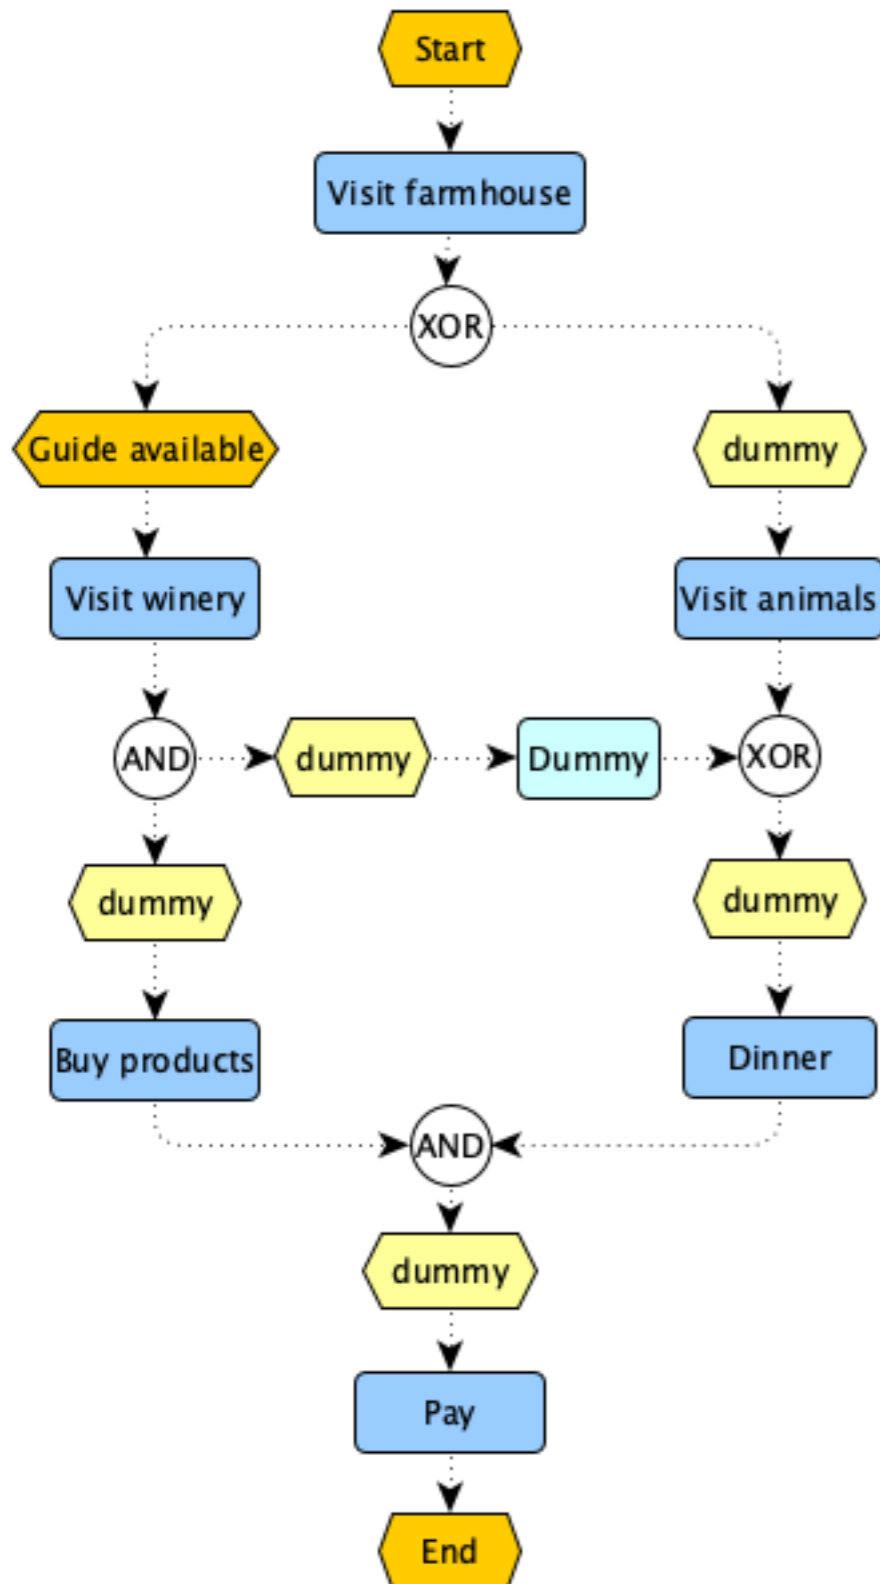 Start
Visit farmhouse
XOR
Guide available
dummy
Visit winery
Visit animals
AND
dummy
Dummy
XOR
dummy
dummy
Buy products
Dinner
AND
dummy
Pay
End